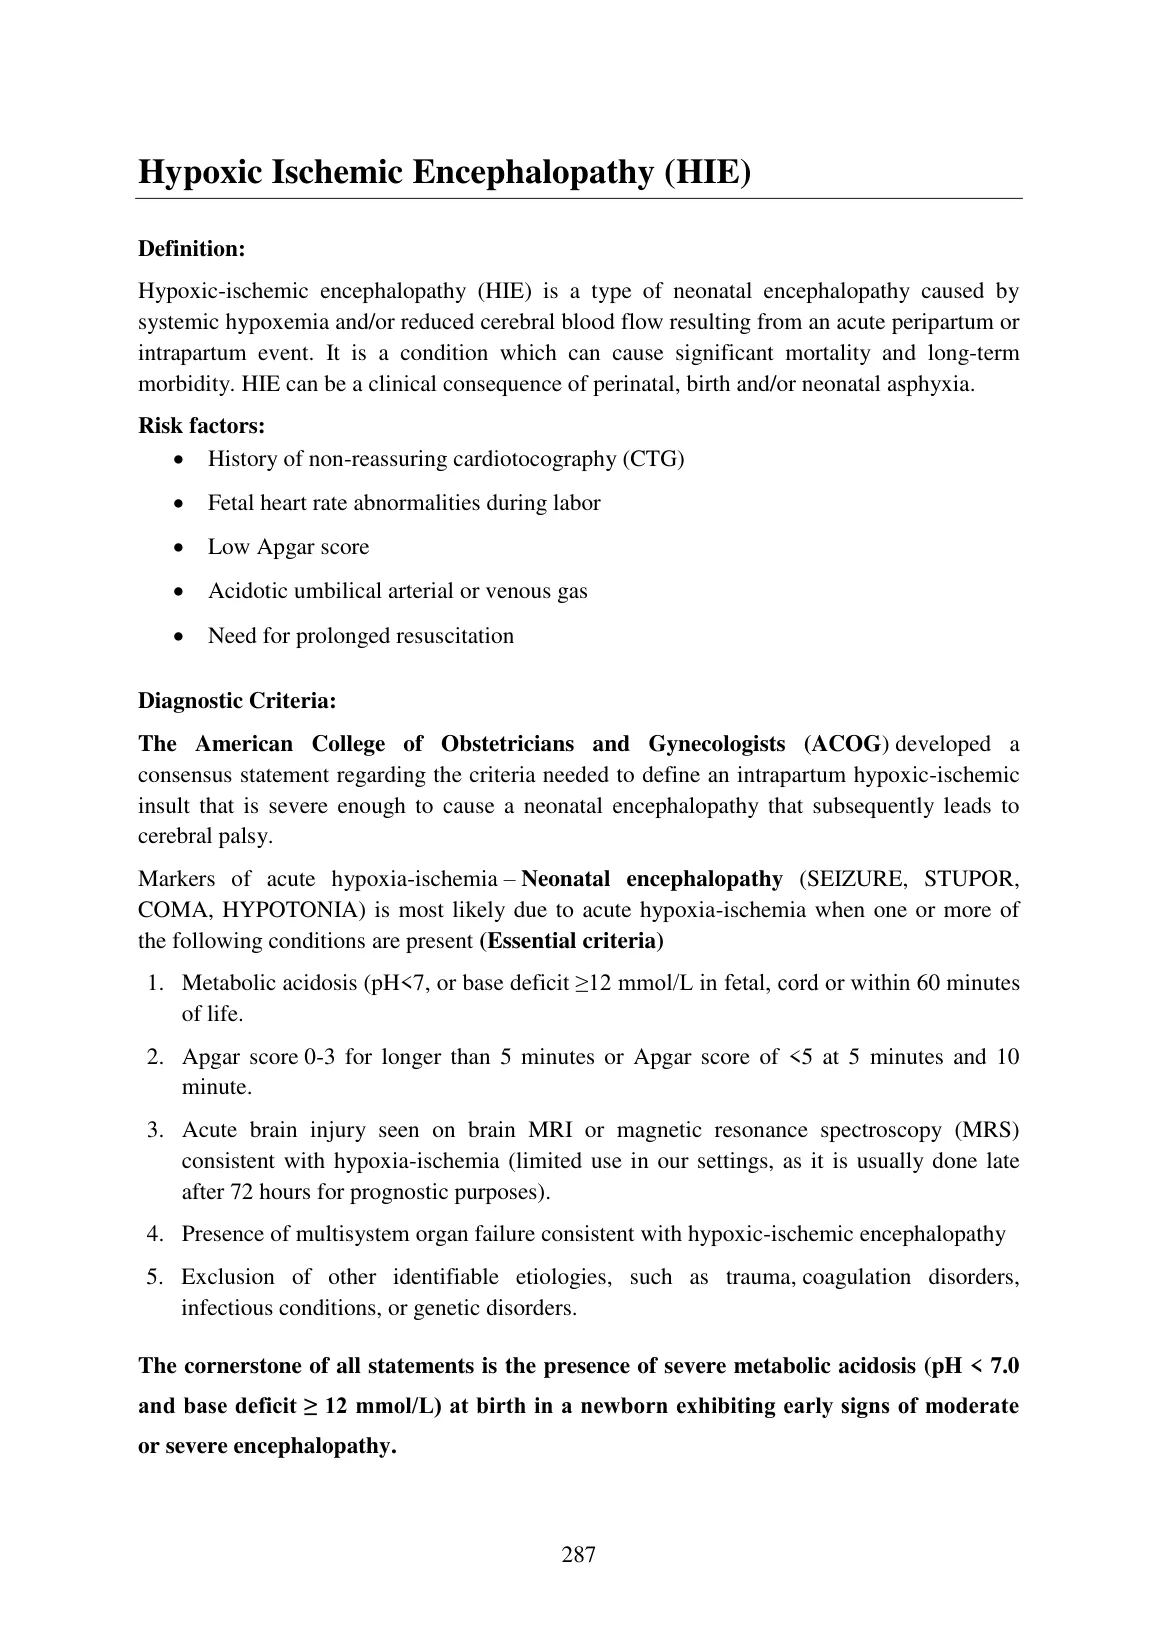 Hypoxic Ischemic Encephalopathy (HIE)
Definition:
Hypoxic-ischemic encephalopathy (HIE) is a type of neonatal encephalopathy caused by
systemic hypoxemia and/or reduced cerebral blood flow resulting from an acute peripartum or
intrapartum event. It is a condition which can cause significant mortality and long-term
morbidity. HIE can be a clinical consequence of perinatal, birth and/or neonatal asphyxia.
Risk factors:
• History of non-reassuring cardiotocography (CTG)
• Fetal heart rate abnormalities during labor
• Low Apgar score
• Acidotic umbilical arterial or venous gas
• Need for prolonged resuscitation
Diagnostic Criteria:
The American College of Obstetricians and Gynecologists (ACOG) developed a
consensus statement regarding the criteria needed to define an intrapartum hypoxic-ischemic
insult that is severe enough to cause a neonatal encephalopathy that subsequently leads to
cerebral palsy.
Markers of acute hypoxia-ischemia – Neonatal encephalopathy (SEIZURE, STUPOR,
COMA, HYPOTONIA) is most likely due to acute hypoxia-ischemia when one or more of
the following conditions are present (Essential criteria)
1. Metabolic acidosis (pH<7, or base deficit ≥12 mmol/L in fetal, cord or within 60 minutes
of life.
2. Apgar score 0-3 for longer than 5 minutes or Apgar score of <5 at 5 minutes and 10
minute.
3. Acute brain injury seen on brain MRI or magnetic resonance spectroscopy (MRS)
consistent with hypoxia-ischemia (limited use in our settings, as it is usually done late
after 72 hours for prognostic purposes).
4. Presence of multisystem organ failure consistent with hypoxic-ischemic encephalopathy
5. Exclusion of other identifiable etiologies, such as trauma, coagulation disorders,
infectious conditions, or genetic disorders.
The cornerstone of all statements is the presence of severe metabolic acidosis (pH < 7.0
and base deficit ≥ 12 mmol/L) at birth in a newborn exhibiting early signs of moderate
or severe encephalopathy.
287